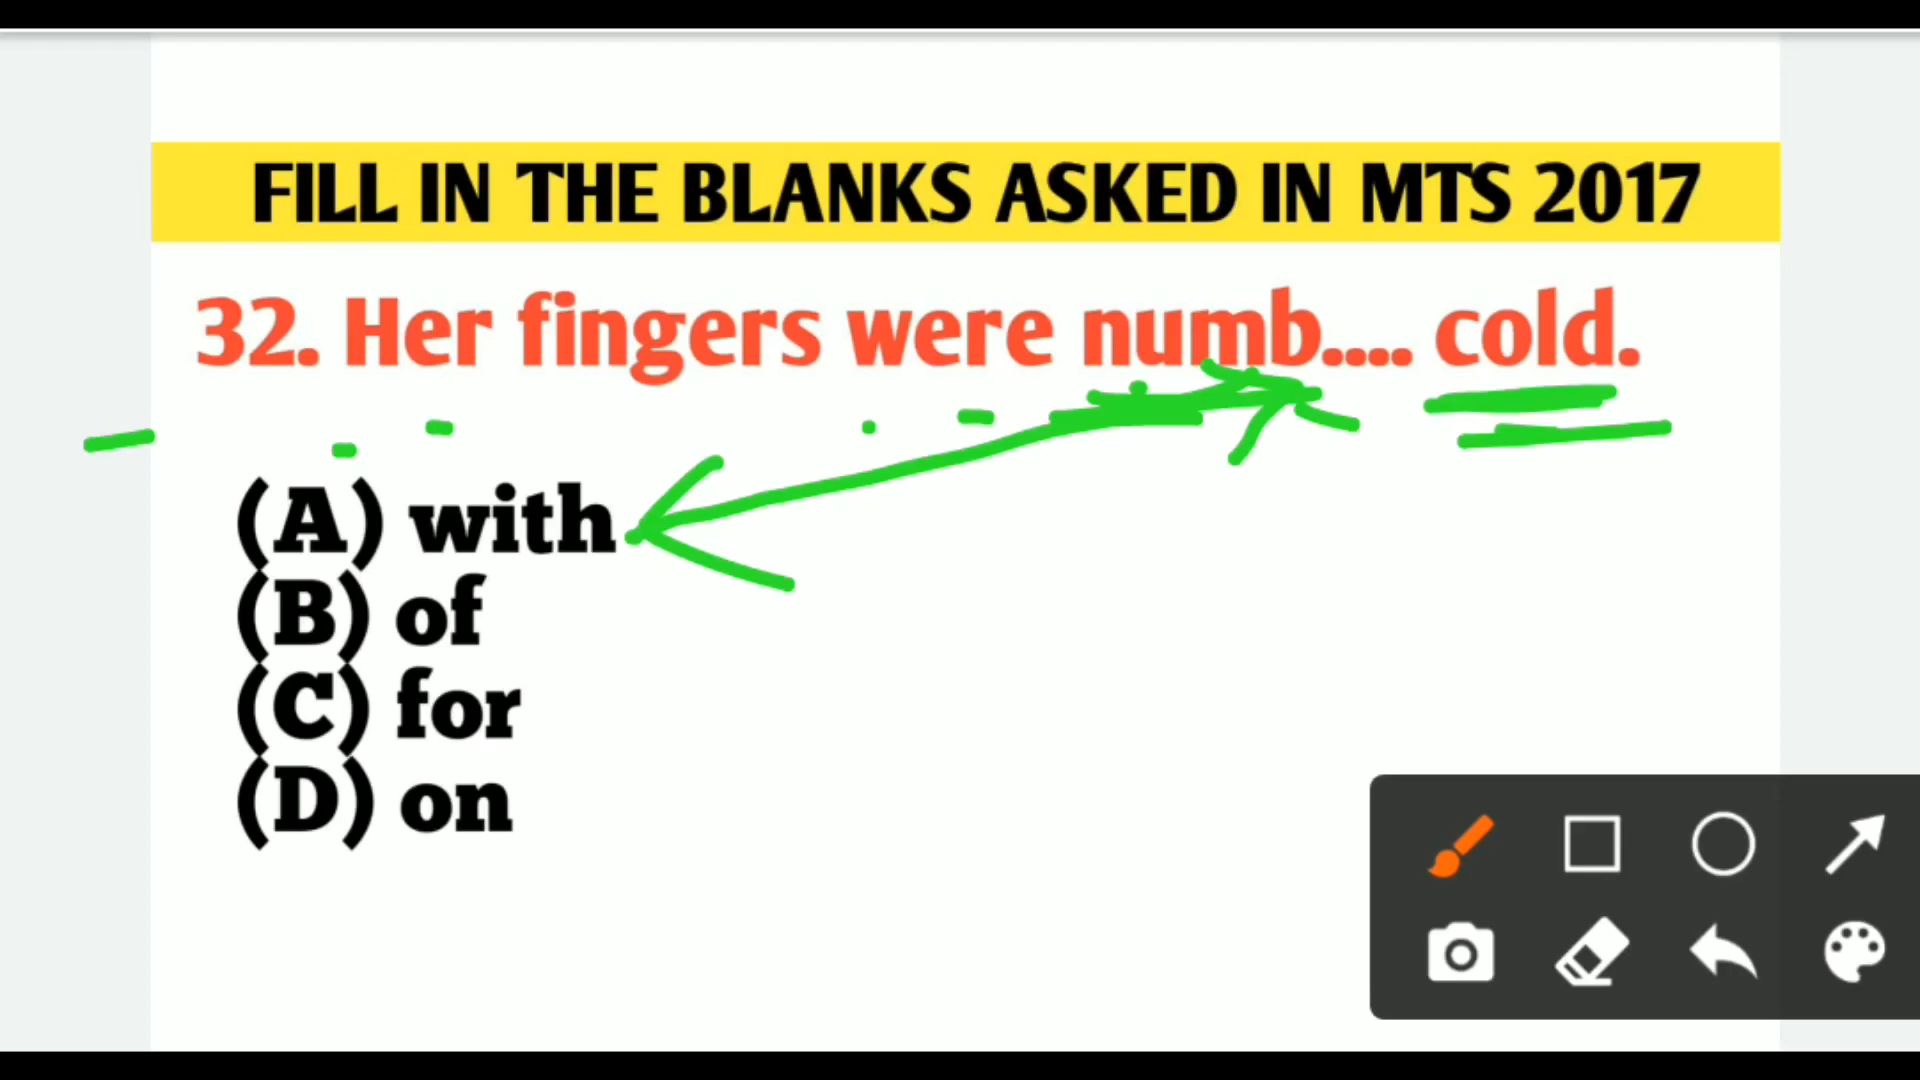 FILL IN THE BLANKS ASKED IN MTS 2017
32. Her fingers were numb.... cold.
(A) with
(B) of
(C) for
(D) on